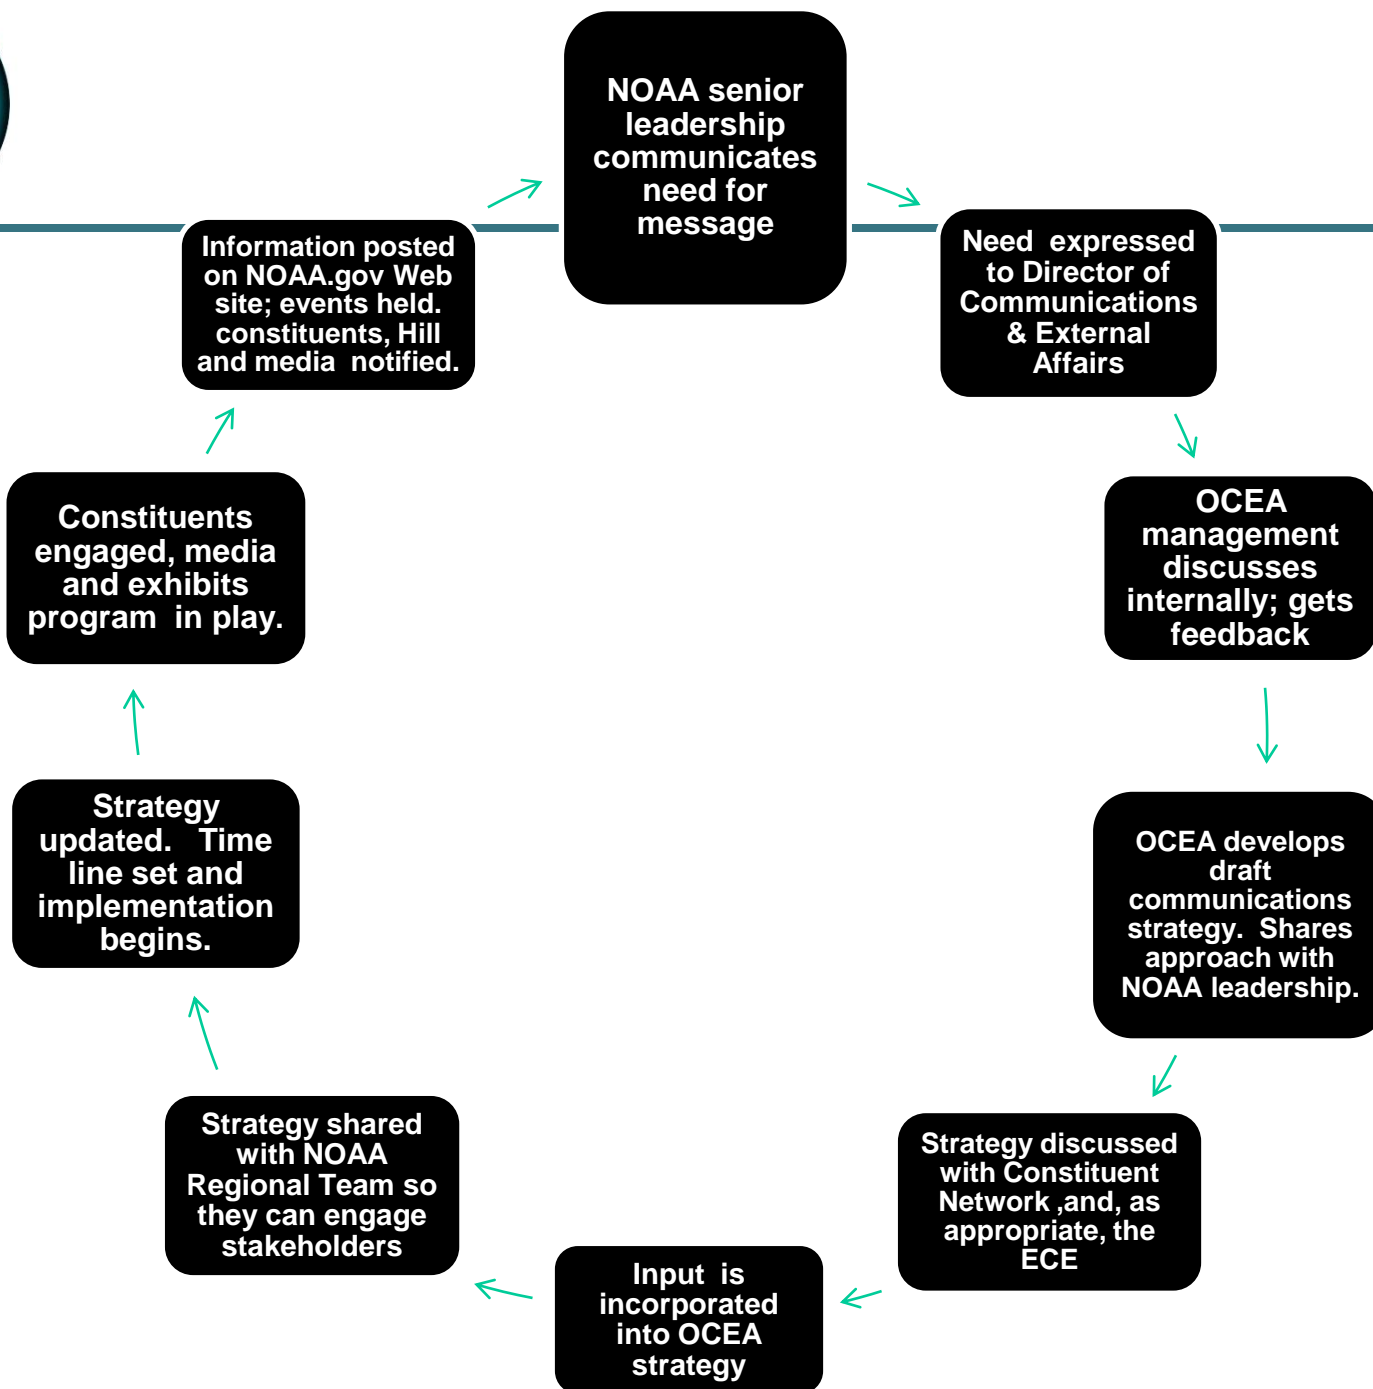 NOAA senior
leadership
communicates
need for
message
Need expressed
to Director of
Communications
& External
Affairs
OCEA
management
discusses
internally; gets
feedback
OCEA develops
draft
communications
strategy. Shares
approach with
NOAA leadership.
Strategy discussed
with Constituent
Network ,and, as
appropriate, the
ECE
Input is
incorporated
into OCEA
strategy
Strategy shared
with NOAA
Regional Team so
they can engage
stakeholders
Strategy
updated. Time
line set and
implementation
begins.
Constituents
engaged, media
and exhibits
program in play.
Information posted
on NOAA.gov Web
site; events held.
constituents, Hill
and media notified.